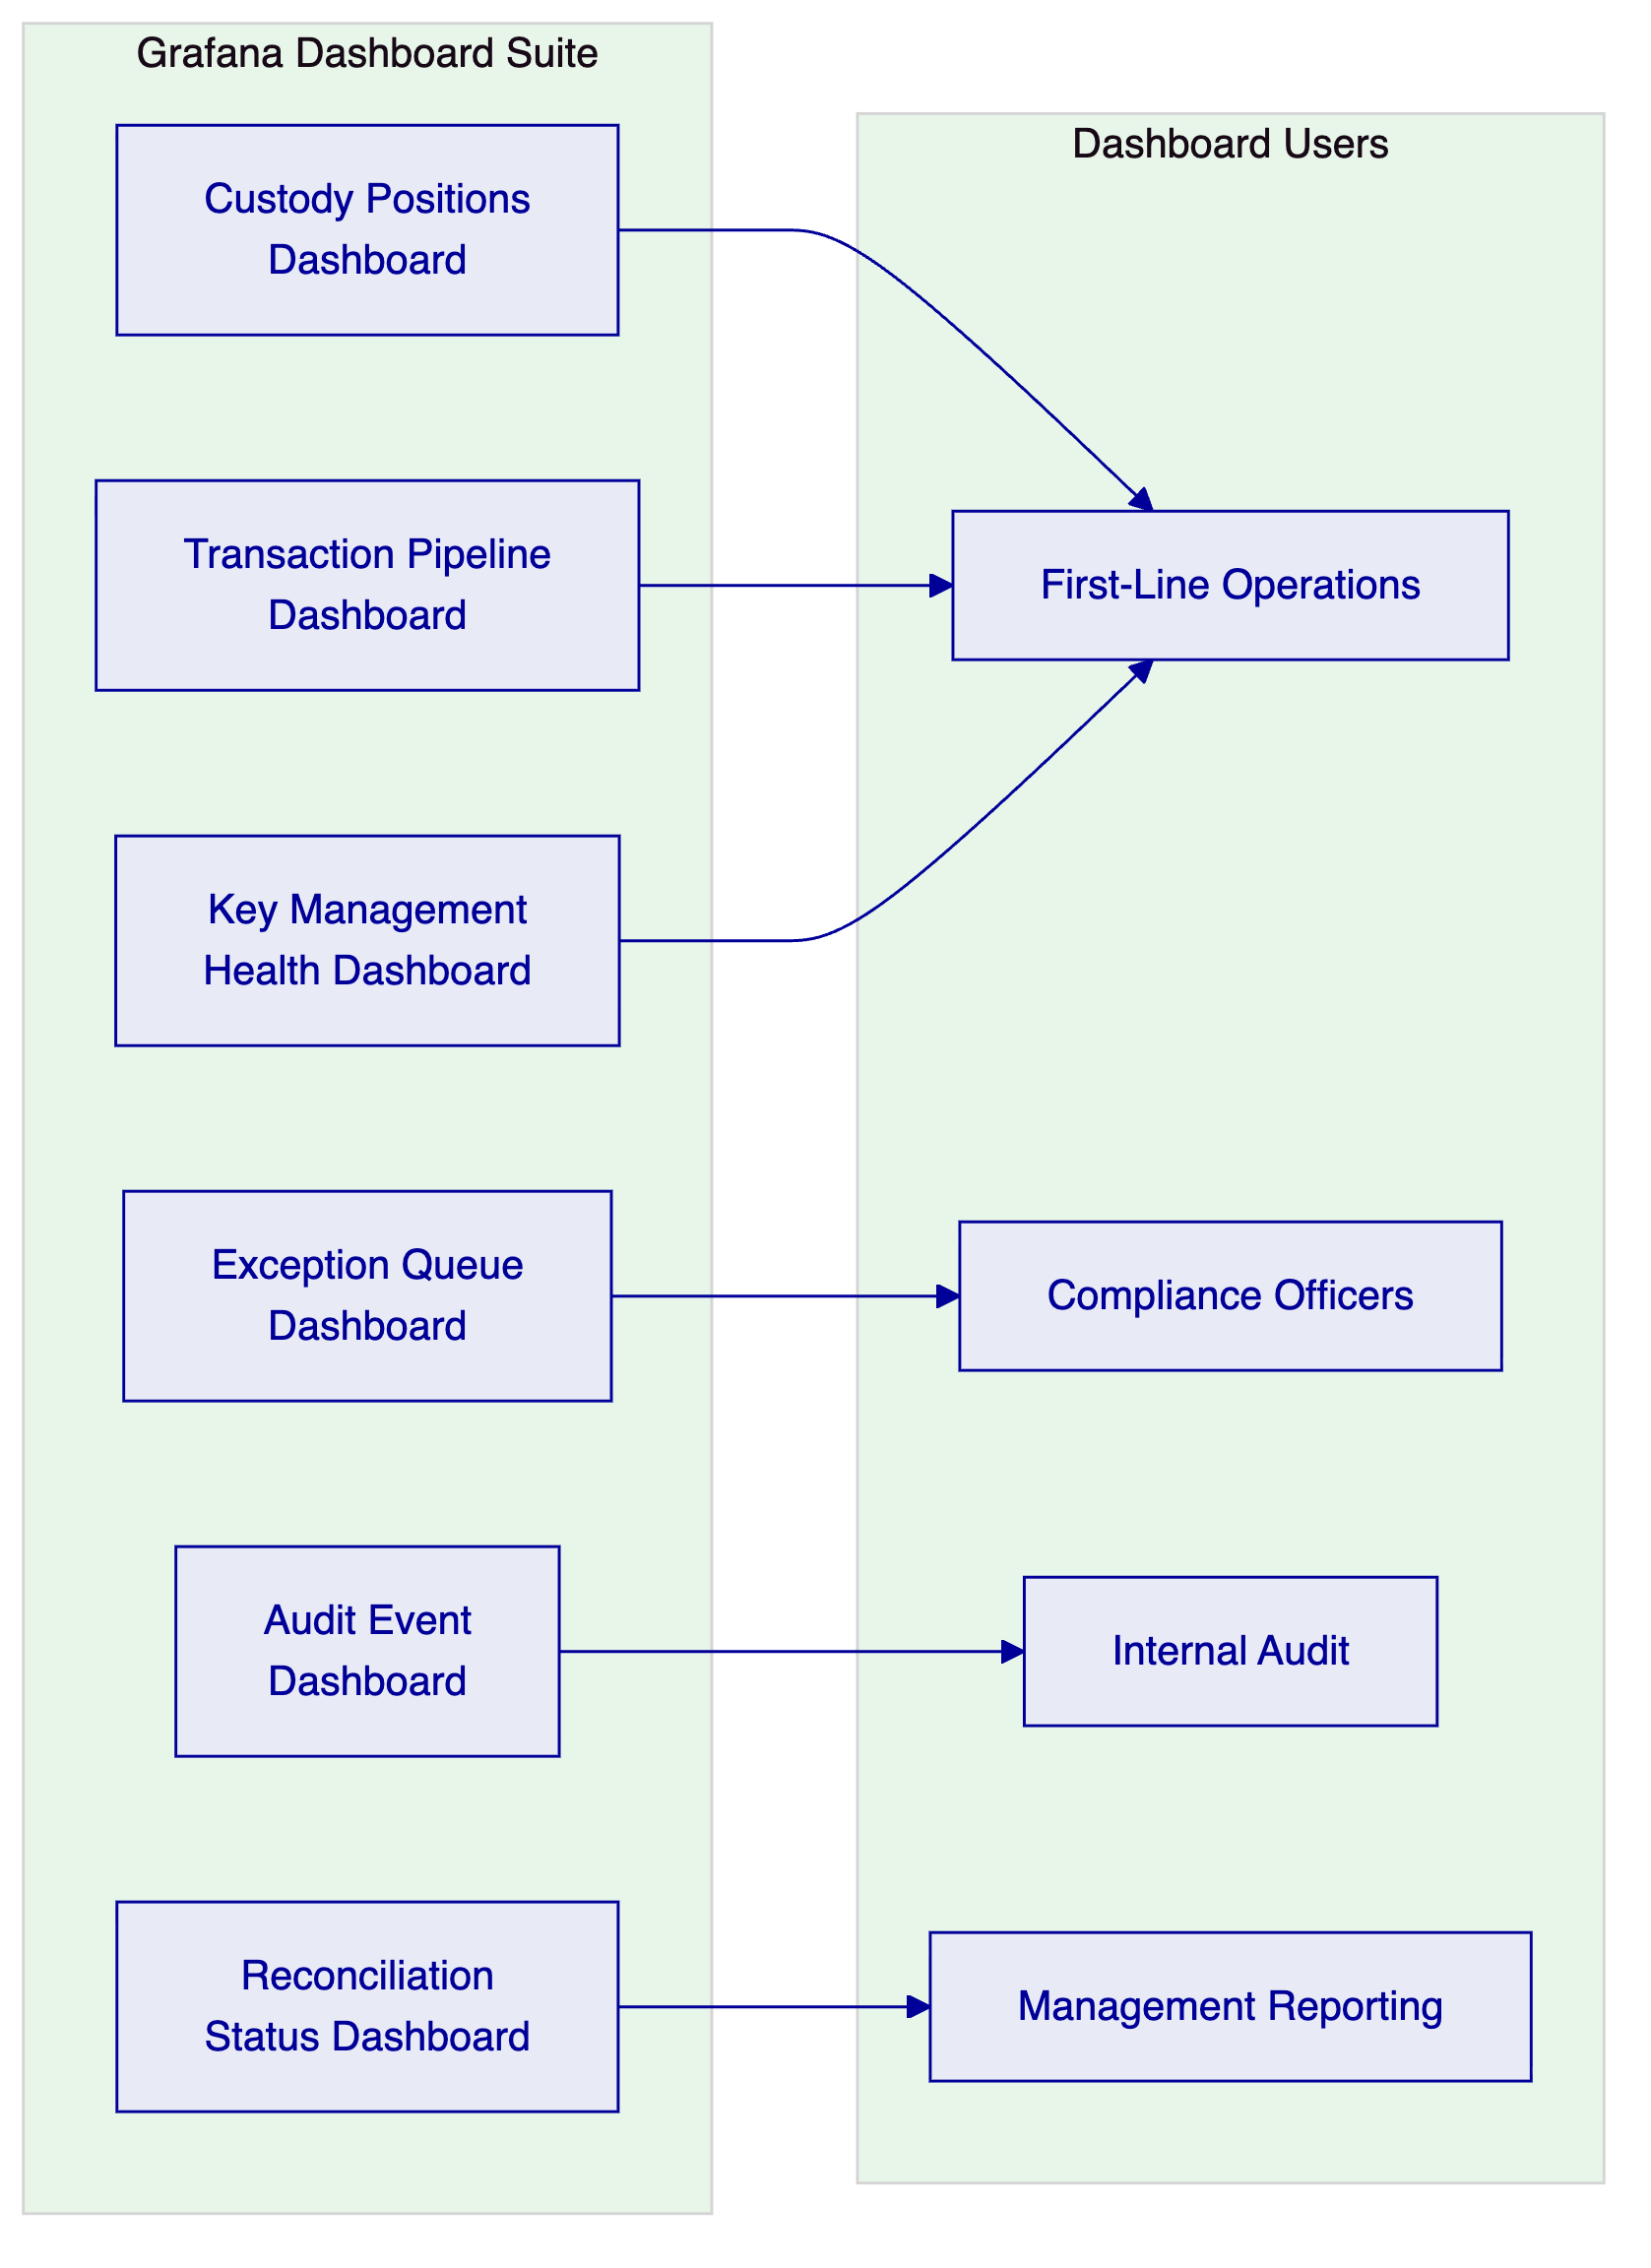 Grafana Dashboard Suite
Custody Positions
Dashboard
Transaction Pipeline
Dashboard
Key Management
Health Dashboard
Exception Queue
Dashboard
Audit Event
Dashboard
Reconciliation
Status Dashboard
Dashboard Users
First-Line Operations
Compliance Officers
Internal Audit
Management Reporting